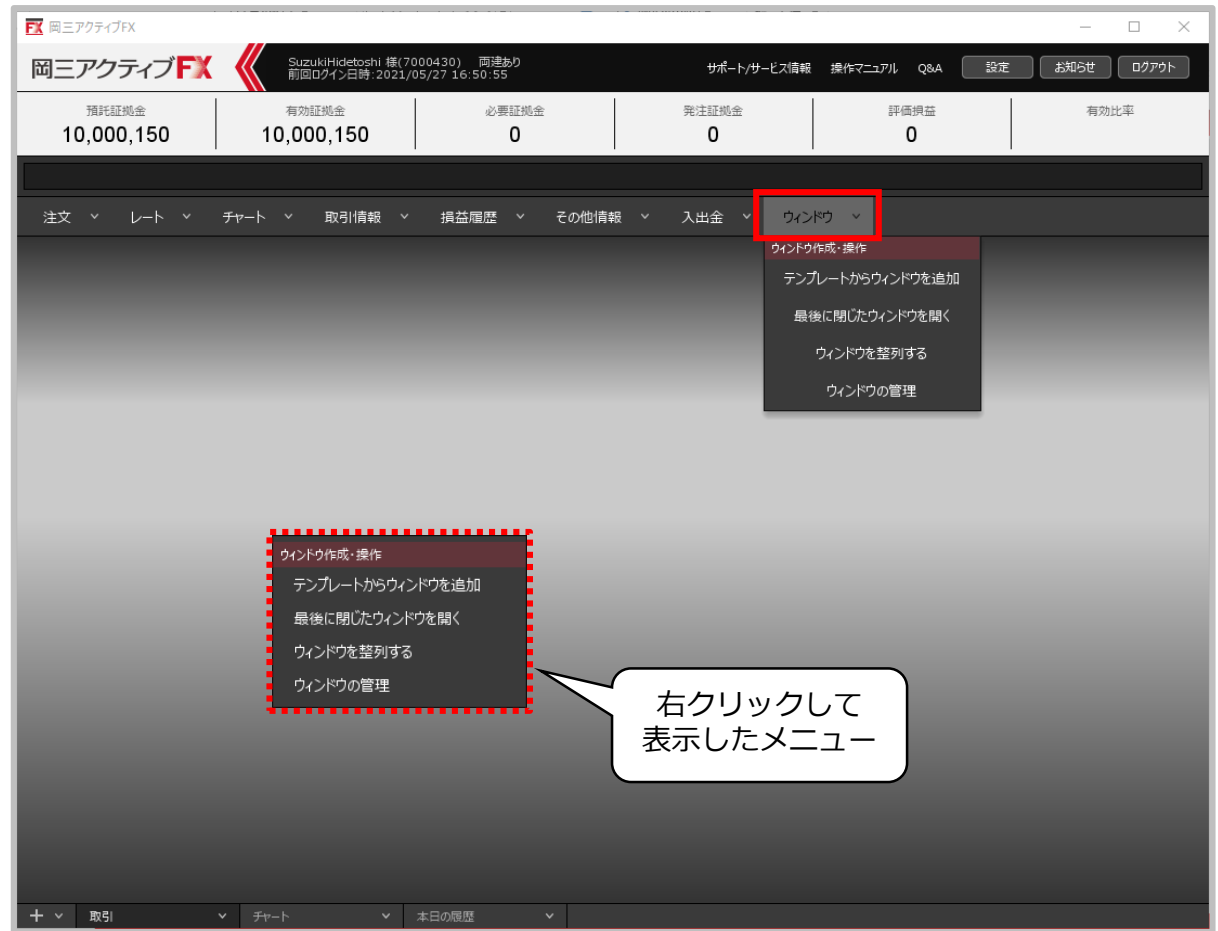 FX 岡三アクティブFX
岡三アクティブFX
SuzukiHidetoshi 様(7000430) 両建あり
前回ログイン日時:2021/05/27 16:50:55
サポート/サービス情報 操作マニュアル Q&A 設定 お知らせ ログアウト
預託証拠金 有効証拠金 必要証拠金 発注証拠金 評価損益 有効比率
10,000,150 10,000,150 0 0 0
注文 レート チャート 取引情報 損益履歴 その他情報 入出金 ウィンドウ
ウィンドウ作成・操作
テンプレートからウィンドウを追加
最後に閉じたウィンドウを開く
ウィンドウを整列する
ウィンドウの管理
ウィンドウ作成・操作
テンプレートからウィンドウを追加
最後に閉じたウィンドウを開く
ウィンドウを整列する
ウィンドウの管理
右クリックして
表示したメニュー
取引 チャート 本日の履歴